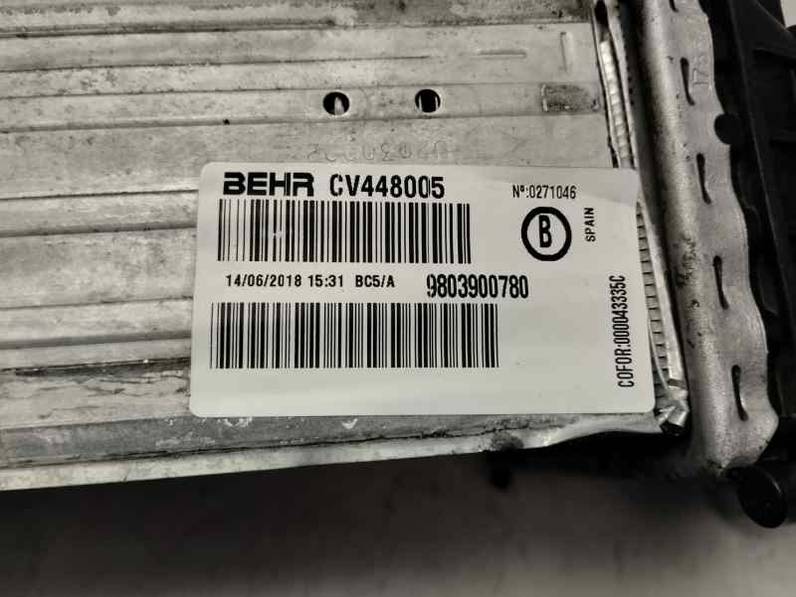 BEHR CV448005
Nº:0271046
B
SPAIN
14/06/2018 15:31 BC5/A 9803900780
COFOR:000043335C